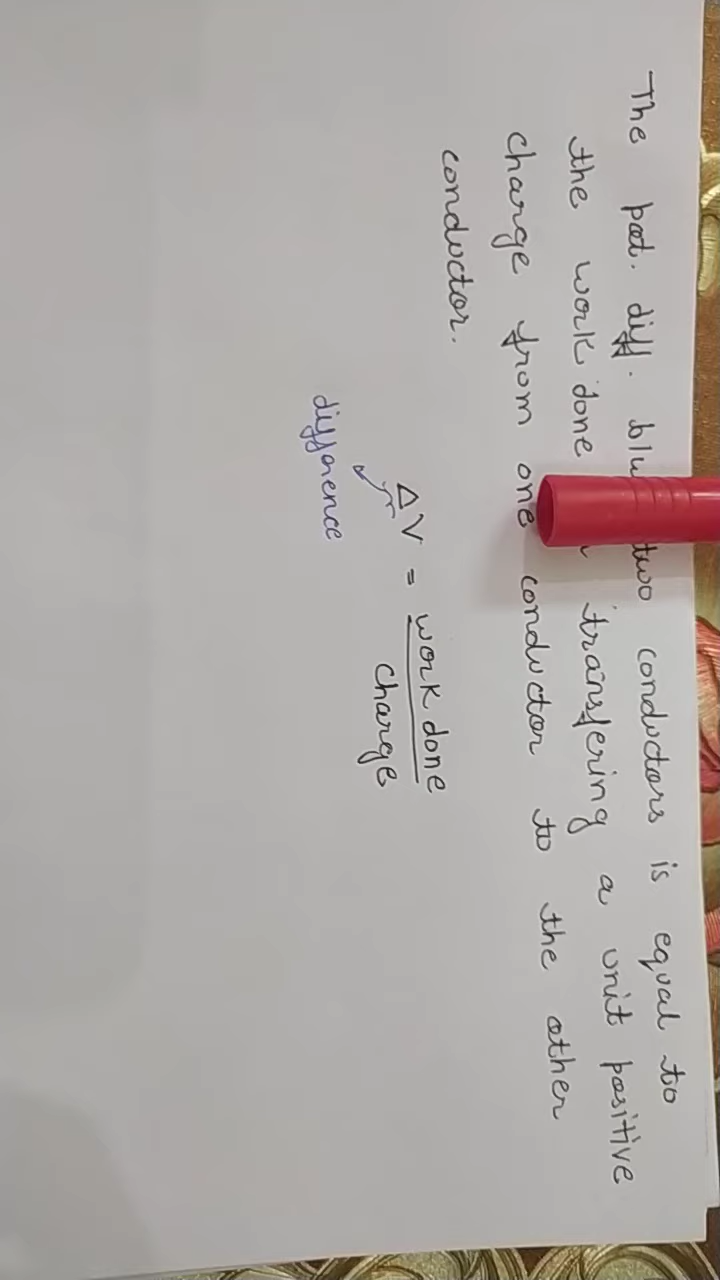 The pot. diff. b/w two conductors is equal to
the work done transfering a unit positive
charge from one conductor to the other
conductor.
ΔV = work done
charge
difference